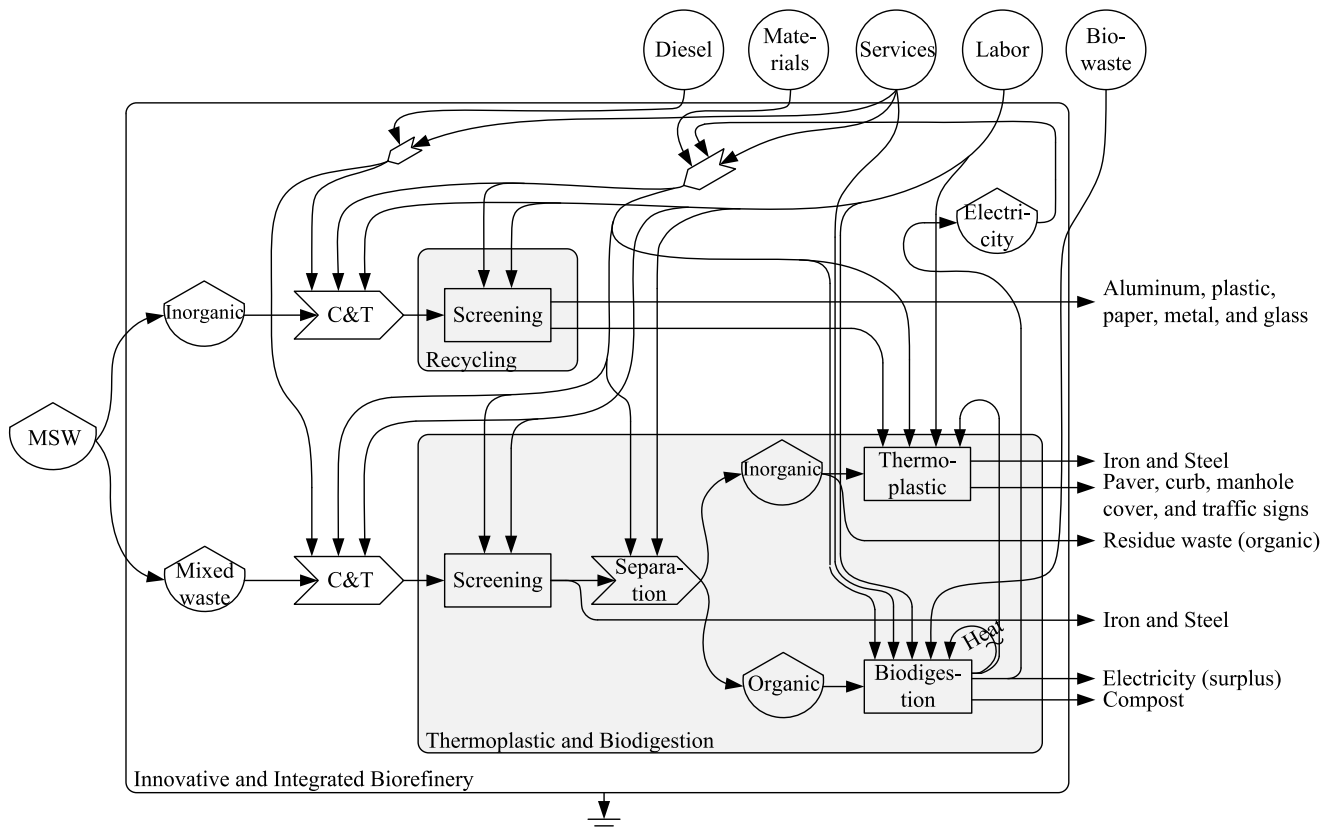 Diesel
Mate-
rials
Services
Labor
Bio-
waste
Electri-
city
Inorganic
C&T
Screening
Recycling
Aluminum, plastic,
paper, metal, and glass
MSW
Inorganic
Thermo-
plastic
Iron and Steel
Paver, curb, manhole
cover, and traffic signs
Residue waste (organic)
Mixed
waste
C&T
Screening
Separa-
tion
Iron and Steel
Heat
Organic
Biodiges-
tion
Electricity (surplus)
Compost
Thermoplastic and Biodigestion
Innovative and Integrated Biorefinery